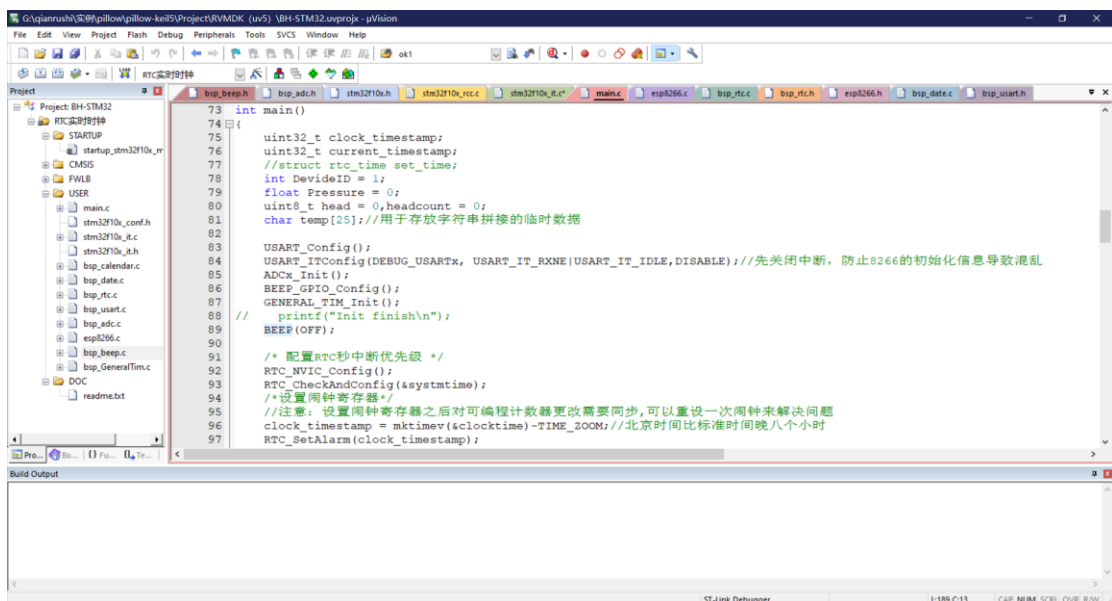 G:\qianrushi\实例\pillow\pillow-keil5\Project\RVMDK（uv5）\BH-STM32.uvprojx - µVision
File Edit View Project Flash Debug Peripherals Tools SVCS Window Help
ok1
RTC实时时钟
Project
bsp_beep.h bsp_adc.h stm32f10x.h stm32f10x_rcc.c stm32f10x_it.c* main.c esp8266.c bsp_rtc.c bsp_rtc.h esp8266.h bsp_date.c bsp_usart.h
Project: BH-STM32
RTC实时时钟
STARTUP
startup_stm32f10x_m
CMSIS
FWLB
USER
main.c
stm32f10x_conf.h
stm32f10x_it.c
stm32f10x_it.h
bsp_calendar.c
bsp_date.c
bsp_rtc.c
bsp_usart.c
bsp_adc.c
esp8266.c
bsp_beep.c
bsp_GeneralTim.c
DOC
readme.txt
Pro... Bo... {} Fu... Te...
73 int main()
74 {
75 uint32_t clock_timestamp;
76 uint32_t current_timestamp;
77 //struct rtc_time set_time;
78 int DevideID = 1;
79 float Pressure = 0;
80 uint8_t head = 0,headcount = 0;
81 char temp[25];//用于存放字符串拼接的临时数据
82
83 USART_Config();
84 USART_ITConfig(DEBUG_USARTx, USART_IT_RXNE|USART_IT_IDLE,DISABLE);//先关闭中断，防止8266的初始化信息导致混乱
85 ADCx_Init();
86 BEEP_GPIO_Config();
87 GENERAL_TIM_Init();
88 // printf("Init finish\n");
89 BEEP(OFF);
90
91 /* 配置RTC秒中断优先级 */
92 RTC_NVIC_Config();
93 RTC_CheckAndConfig(&systmtime);
94 /*设置闹钟寄存器*/
95 //注意：设置闹钟寄存器之后对可编程计数器更改需要同步,可以重设一次闹钟来解决问题
96 clock_timestamp = mktimev(&clocktime)-TIME_ZOOM;//北京时间比标准时间晚八个小时
97 RTC_SetAlarm(clock_timestamp);
Build Output
ST-Link Debugger L:189 C:13 CAP NUM SCRL OVR R/W